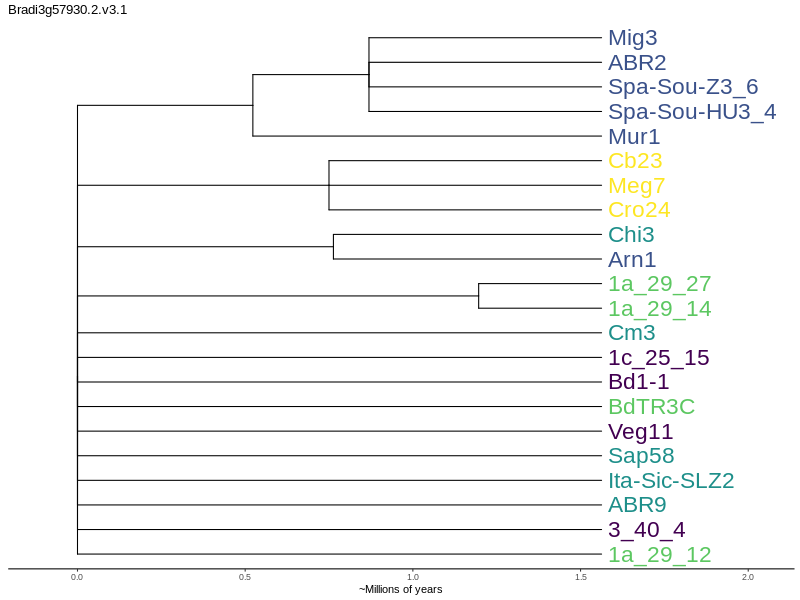 Bradi3g57930.2.v3.1
Mig3
ABR2
Spa-Sou-Z3_6
Spa-Sou-HU3_4
Mur1
Cb23
Meg7
Cro24
Chi3
Arn1
1a_29_27
1a_29_14
Cm3
1c_25_15
Bd1-1
BdTR3C
Veg11
Sap58
Ita-Sic-SLZ2
ABR9
3_40_4
1a_29_12
0.0 0.5 1.0 1.5 2.0
~Millions of years